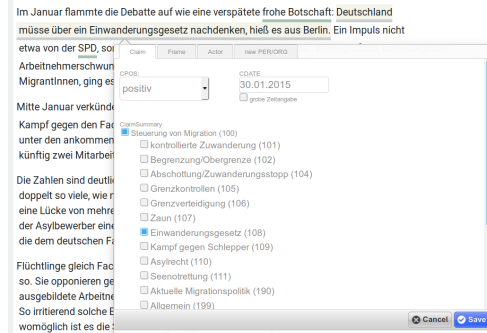 Im Januar flammte die Debatte auf wie eine verspätete frohe Botschaft: Deutschland
müsse über ein Einwanderungsgesetz nachdenken, hieß es aus Berlin. Ein Impuls nicht
etwa von der SPD, son
Arbeitnehmerschwun
MigrantInnen, ging es
Mitte Januar verkünde
Kampf gegen den Fac
unter den ankommen
künftig zwei Mitarbeit
Die Zahlen sind deutli
doppelt so viele, wie n
eine Lücke von mehre
der Asylbewerber eine
die dem deutschen Fa
Flüchtlinge gleich Fac
so. Sie opponieren ge
ausgebildete Arbeitne
So irritierend solche E
womöglich ist es die S
Claim Frame Actor new PER/ORG
CPOS: CDATE
positiv 30.01.2015
grobe Zeitangabe
ClaimSummary
Steuerung von Migration (100)
kontrollierte Zuwanderung (101)
Begrenzung/Obergrenze (102)
Abschottung/Zuwanderungsstopp (104)
Grenzkontrollen (105)
Grenzverteidigung (106)
Zaun (107)
Einwanderungsgesetz (108)
Kampf gegen Schlepper (109)
Asylrecht (110)
Seenotrettung (111)
Aktuelle Migrationspolitik (190)
Allgemein (199)
Cancel Save